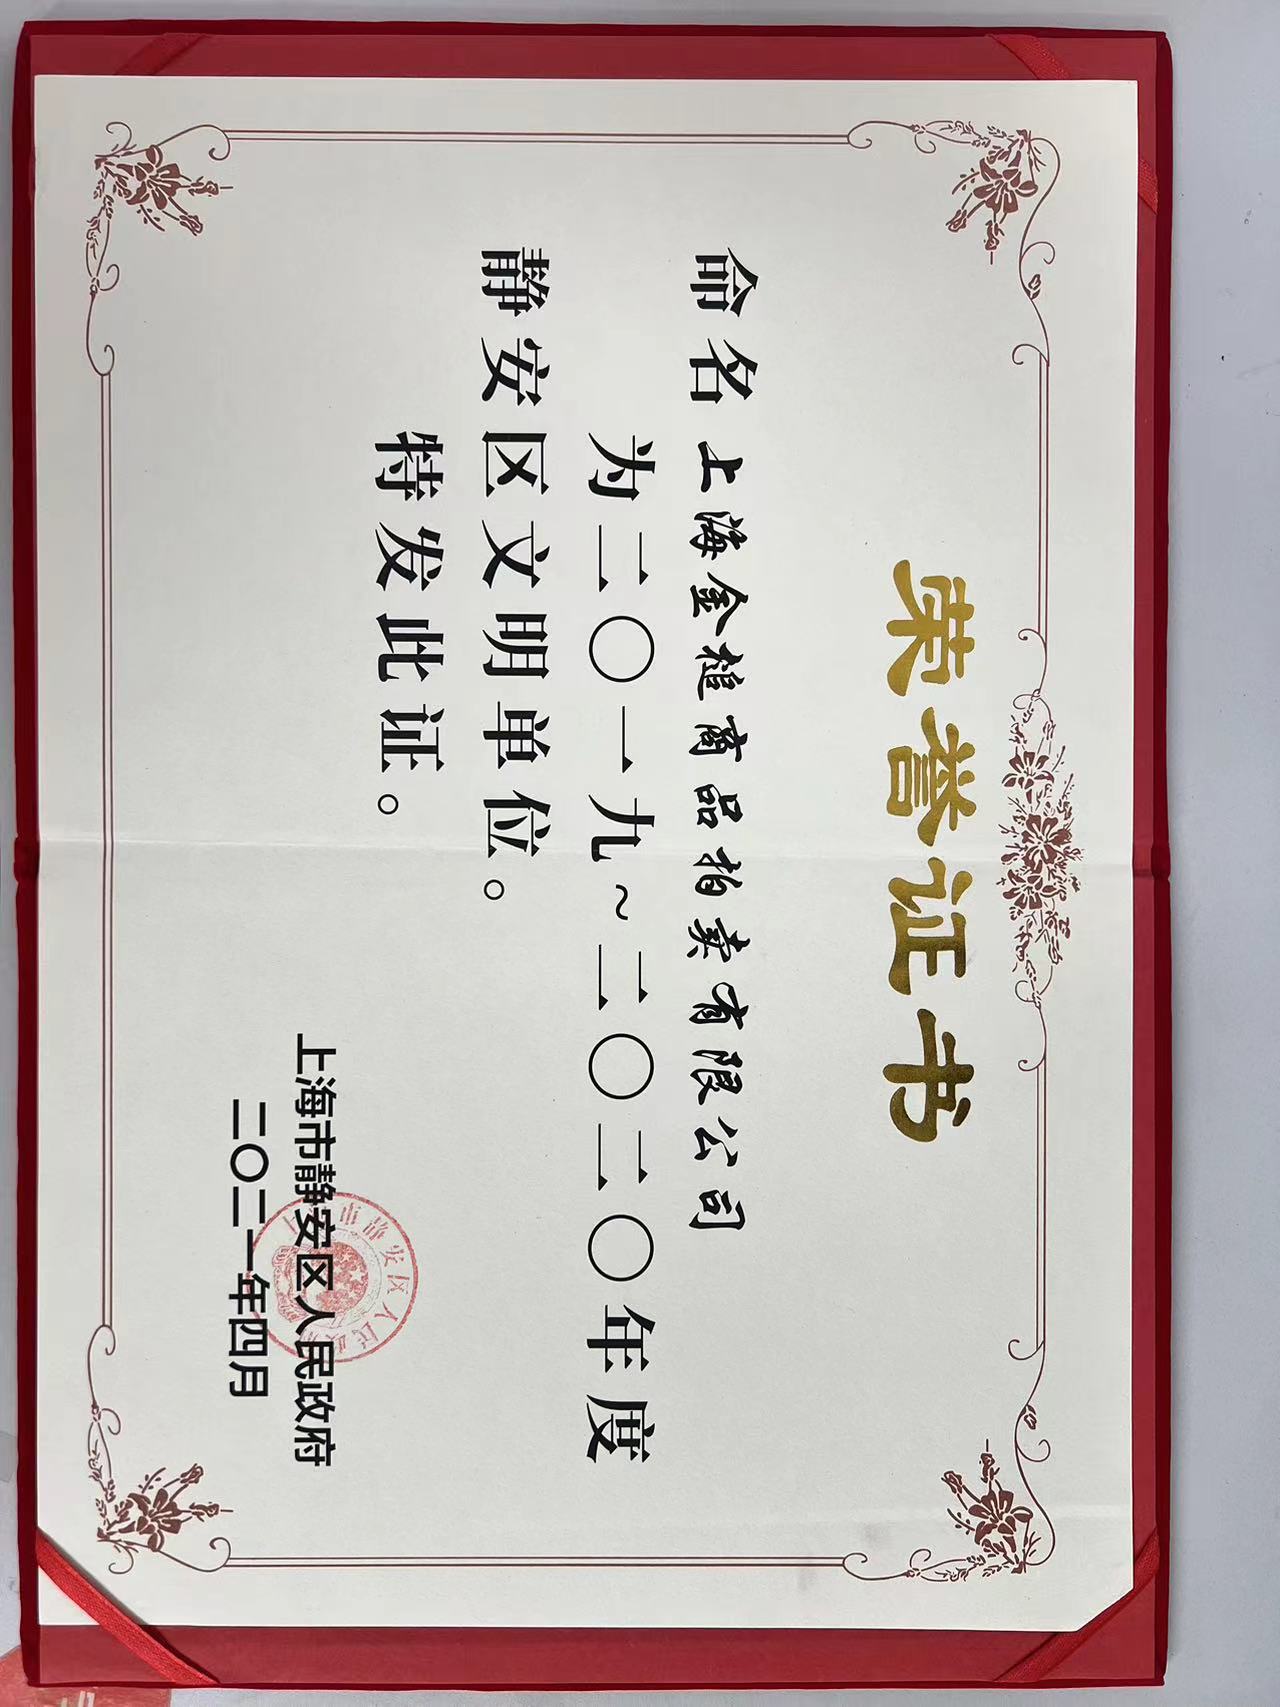 荣誉证书
命名上海金槌商品拍卖有限公司
为二〇一九~二〇二〇年度
静安区文明单位。
特发此证。
上海市静安区人民政府
二〇二一年四月